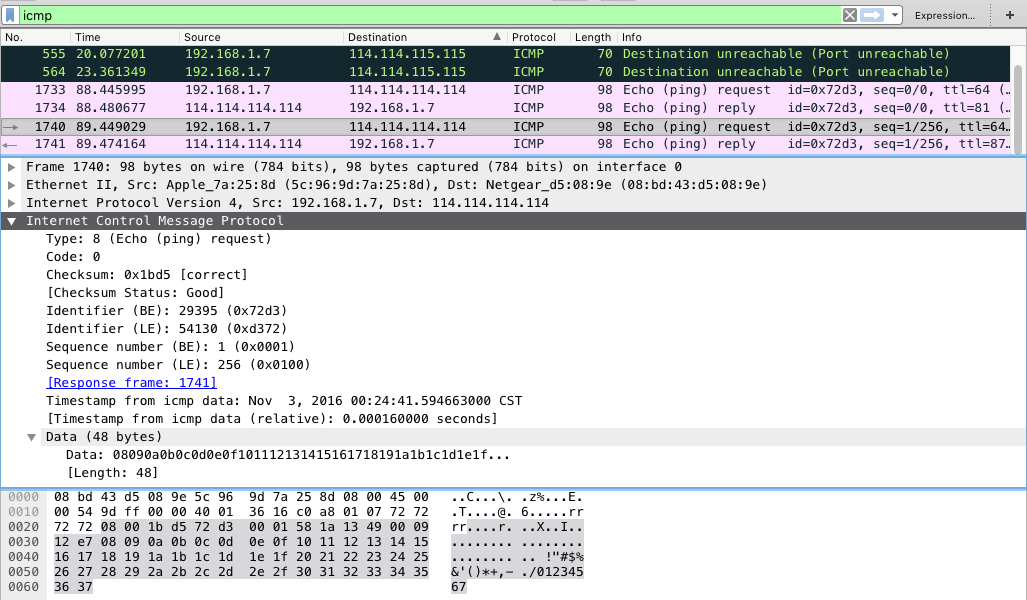 icmp Expression... +
No. Time Source Destination Protocol Length Info
555 20.077201 192.168.1.7 114.114.115.115 ICMP 70 Destination unreachable (Port unreachable)
564 23.361349 192.168.1.7 114.114.115.115 ICMP 70 Destination unreachable (Port unreachable)
1733 88.445995 192.168.1.7 114.114.114.114 ICMP 98 Echo (ping) request id=0x72d3, seq=0/0, ttl=64 (…
1734 88.480677 114.114.114.114 192.168.1.7 ICMP 98 Echo (ping) reply id=0x72d3, seq=0/0, ttl=81 (…
1740 89.449029 192.168.1.7 114.114.114.114 ICMP 98 Echo (ping) request id=0x72d3, seq=1/256, ttl=64…
1741 89.474164 114.114.114.114 192.168.1.7 ICMP 98 Echo (ping) reply id=0x72d3, seq=1/256, ttl=87…
Frame 1740: 98 bytes on wire (784 bits), 98 bytes captured (784 bits) on interface 0
Ethernet II, Src: Apple_7a:25:8d (5c:96:9d:7a:25:8d), Dst: Netgear_d5:08:9e (08:bd:43:d5:08:9e)
Internet Protocol Version 4, Src: 192.168.1.7, Dst: 114.114.114.114
Internet Control Message Protocol
Type: 8 (Echo (ping) request)
Code: 0
Checksum: 0x1bd5 [correct]
[Checksum Status: Good]
Identifier (BE): 29395 (0x72d3)
Identifier (LE): 54130 (0xd372)
Sequence number (BE): 1 (0x0001)
Sequence number (LE): 256 (0x0100)
[Response frame: 1741]
Timestamp from icmp data: Nov  3, 2016 00:24:41.594663000 CST
[Timestamp from icmp data (relative): 0.000160000 seconds]
Data (48 bytes)
Data: 08090a0b0c0d0e0f101112131415161718191a1b1c1d1e1f...
[Length: 48]
0000 08 bd 43 d5 08 9e 5c 96 9d 7a 25 8d 08 00 45 00 ..C...\. .z%...E.
0010 00 54 9d ff 00 00 40 01 36 16 c0 a8 01 07 72 72 .T....@. 6.....rr
0020 72 72 08 00 1b d5 72 d3 00 01 58 1a 13 49 00 09 rr....r. ..X..I..
0030 12 e7 08 09 0a 0b 0c 0d 0e 0f 10 11 12 13 14 15 ........ ........
0040 16 17 18 19 1a 1b 1c 1d 1e 1f 20 21 22 23 24 25 ........ .. !"#$%
0050 26 27 28 29 2a 2b 2c 2d 2e 2f 30 31 32 33 34 35 &'()*+,- ./012345
0060 36 37 67